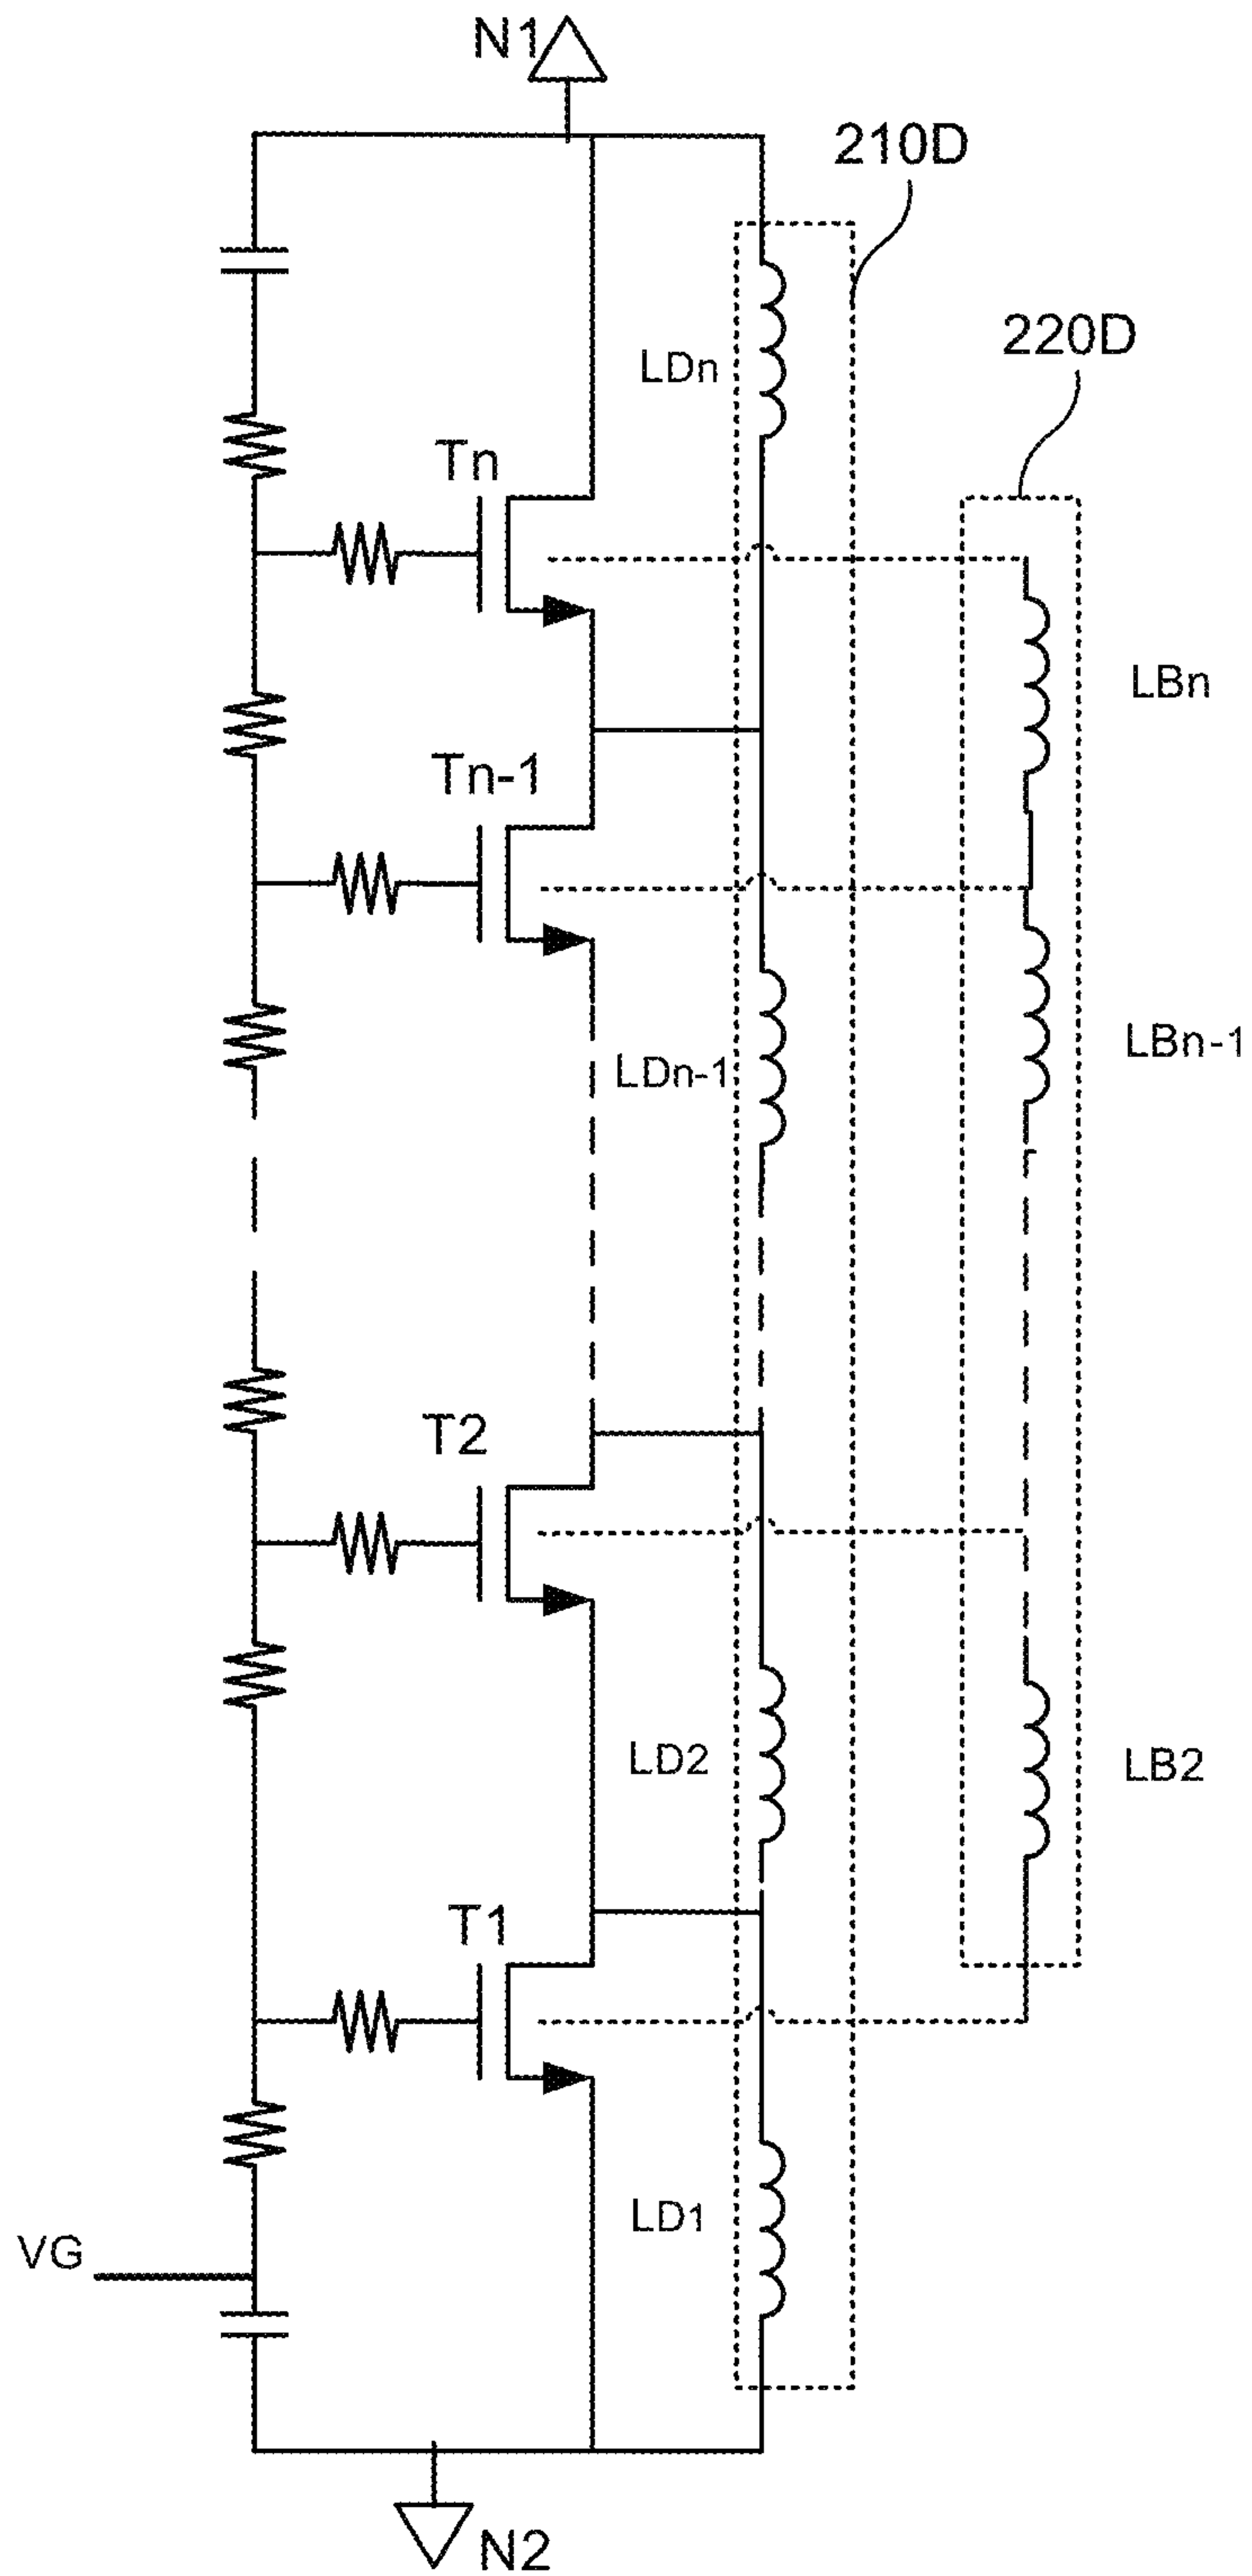 N1
210D
220D
LDn
Tn
LBn
Tn-1
LBn-1
LDn-1
T2
LD2
LB2
T1
LD1
VG
N2